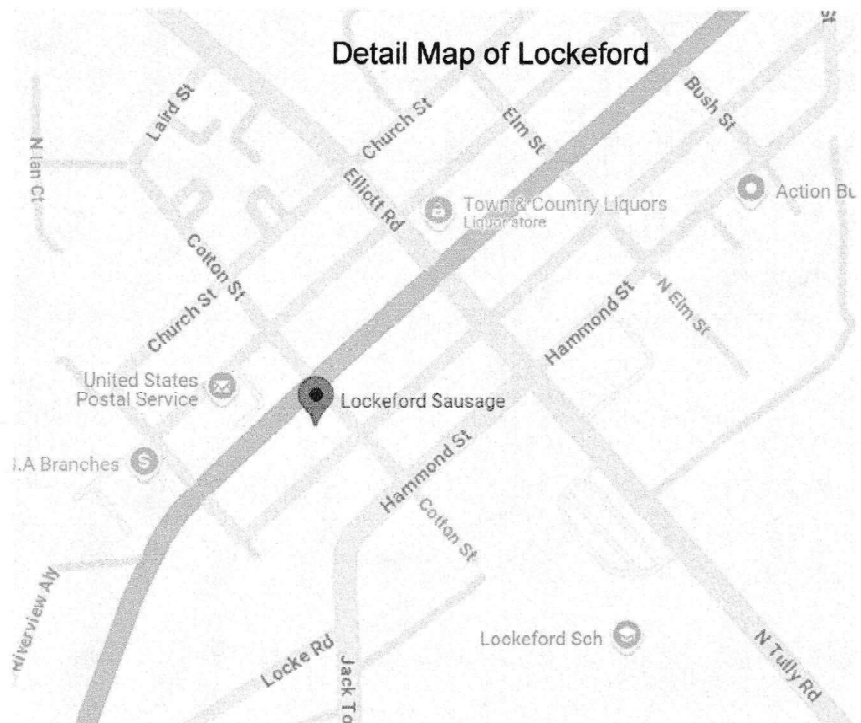 Detail Map of Lockeford
Laird St
Church St
Elm St
Bush St
N Ian Ct
Elliott Rd
Town & Country Liquors
Liquor store
Action Bu
Cotton St
Church St
Hammond St
N Elm St
United States
Postal Service
Lockeford Sausage
.A Branches
Hammond St
Cotton St
Riverview Aly
Locke Rd
Jack To
Lockeford Sch
N Tully Rd